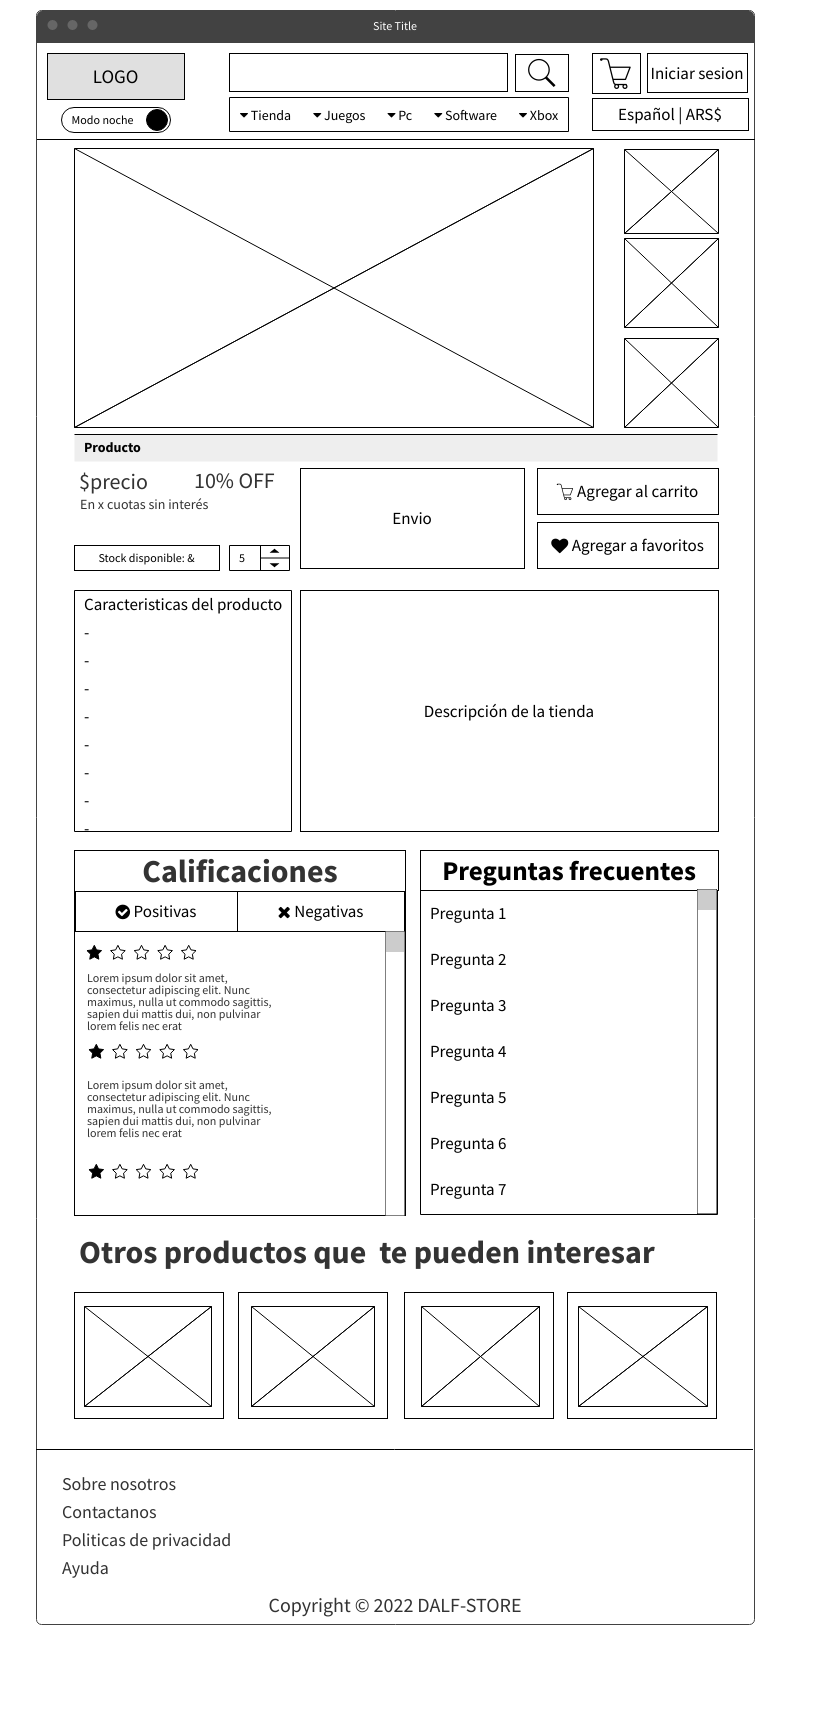 Site Title
LOGO
Iniciar sesion
Modo noche
Tienda Juegos Pc Software Xbox
Español | ARS$
Producto
$precio 10% OFF
En x cuotas sin interés
Envio
Agregar al carrito
Agregar a favoritos
Stock disponible: & 5
Caracteristicas del producto
-
-
-
-
-
-
-
-
Descripción de la tienda
Calificaciones
Positivas Negativas
Lorem ipsum dolor sit amet,
consectetur adipiscing elit. Nunc
maximus, nulla ut commodo sagittis,
sapien dui mattis dui, non pulvinar
lorem felis nec erat
Lorem ipsum dolor sit amet,
consectetur adipiscing elit. Nunc
maximus, nulla ut commodo sagittis,
sapien dui mattis dui, non pulvinar
lorem felis nec erat
Preguntas frecuentes
Pregunta 1
Pregunta 2
Pregunta 3
Pregunta 4
Pregunta 5
Pregunta 6
Pregunta 7
Otros productos que  te pueden interesar
Sobre nosotros
Contactanos
Politicas de privacidad
Ayuda
Copyright © 2022 DALF-STORE